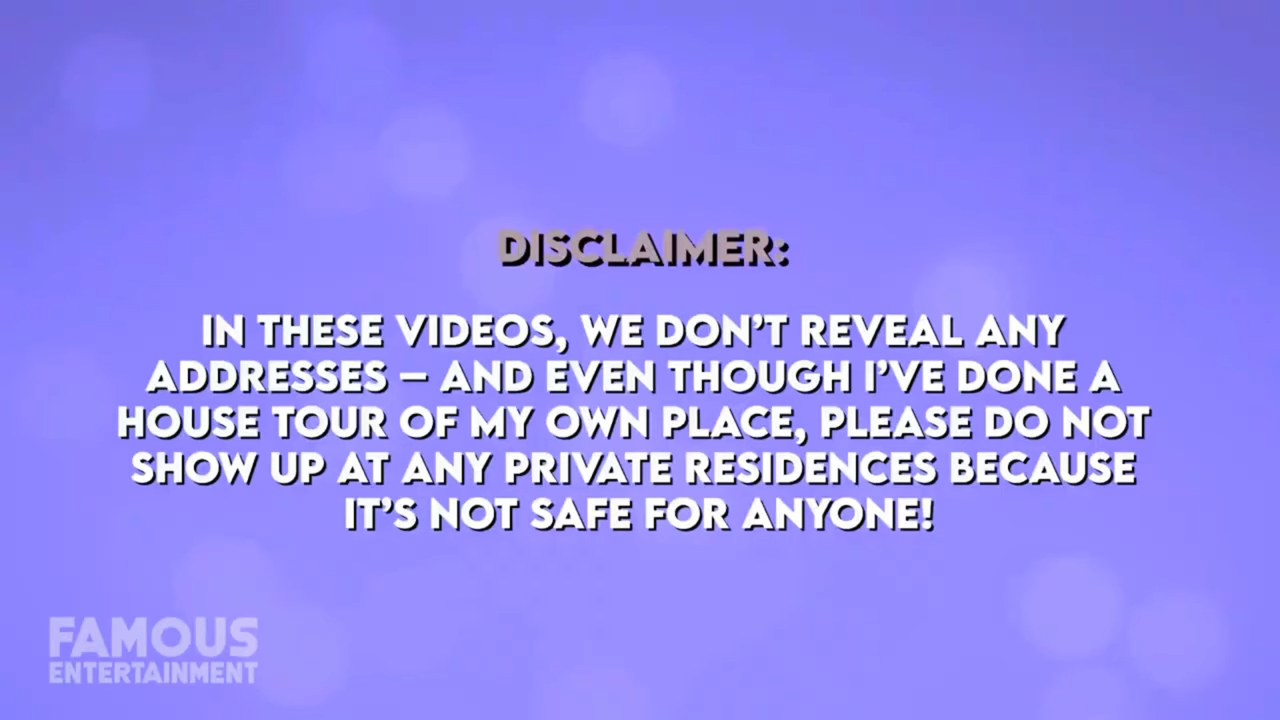 DISCLAIMER:
IN THESE VIDEOS, WE DON'T REVEAL ANY
ADDRESSES – AND EVEN THOUGH I'VE DONE A
HOUSE TOUR OF MY OWN PLACE, PLEASE DO NOT
SHOW UP AT ANY PRIVATE RESIDENCES BECAUSE
IT'S NOT SAFE FOR ANYONE!
FAMOUS
ENTERTAINMENT